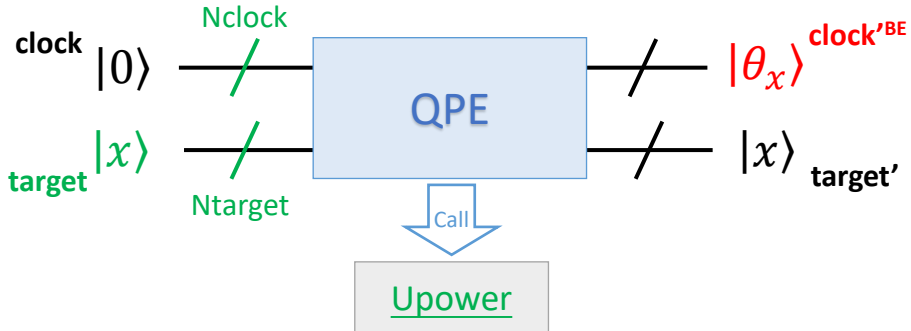 Nclock
clock |0⟩
QPE
|θₓ⟩ clock'ᴮᴱ
target |x⟩
|x⟩ target'
Ntarget
Call
Upower